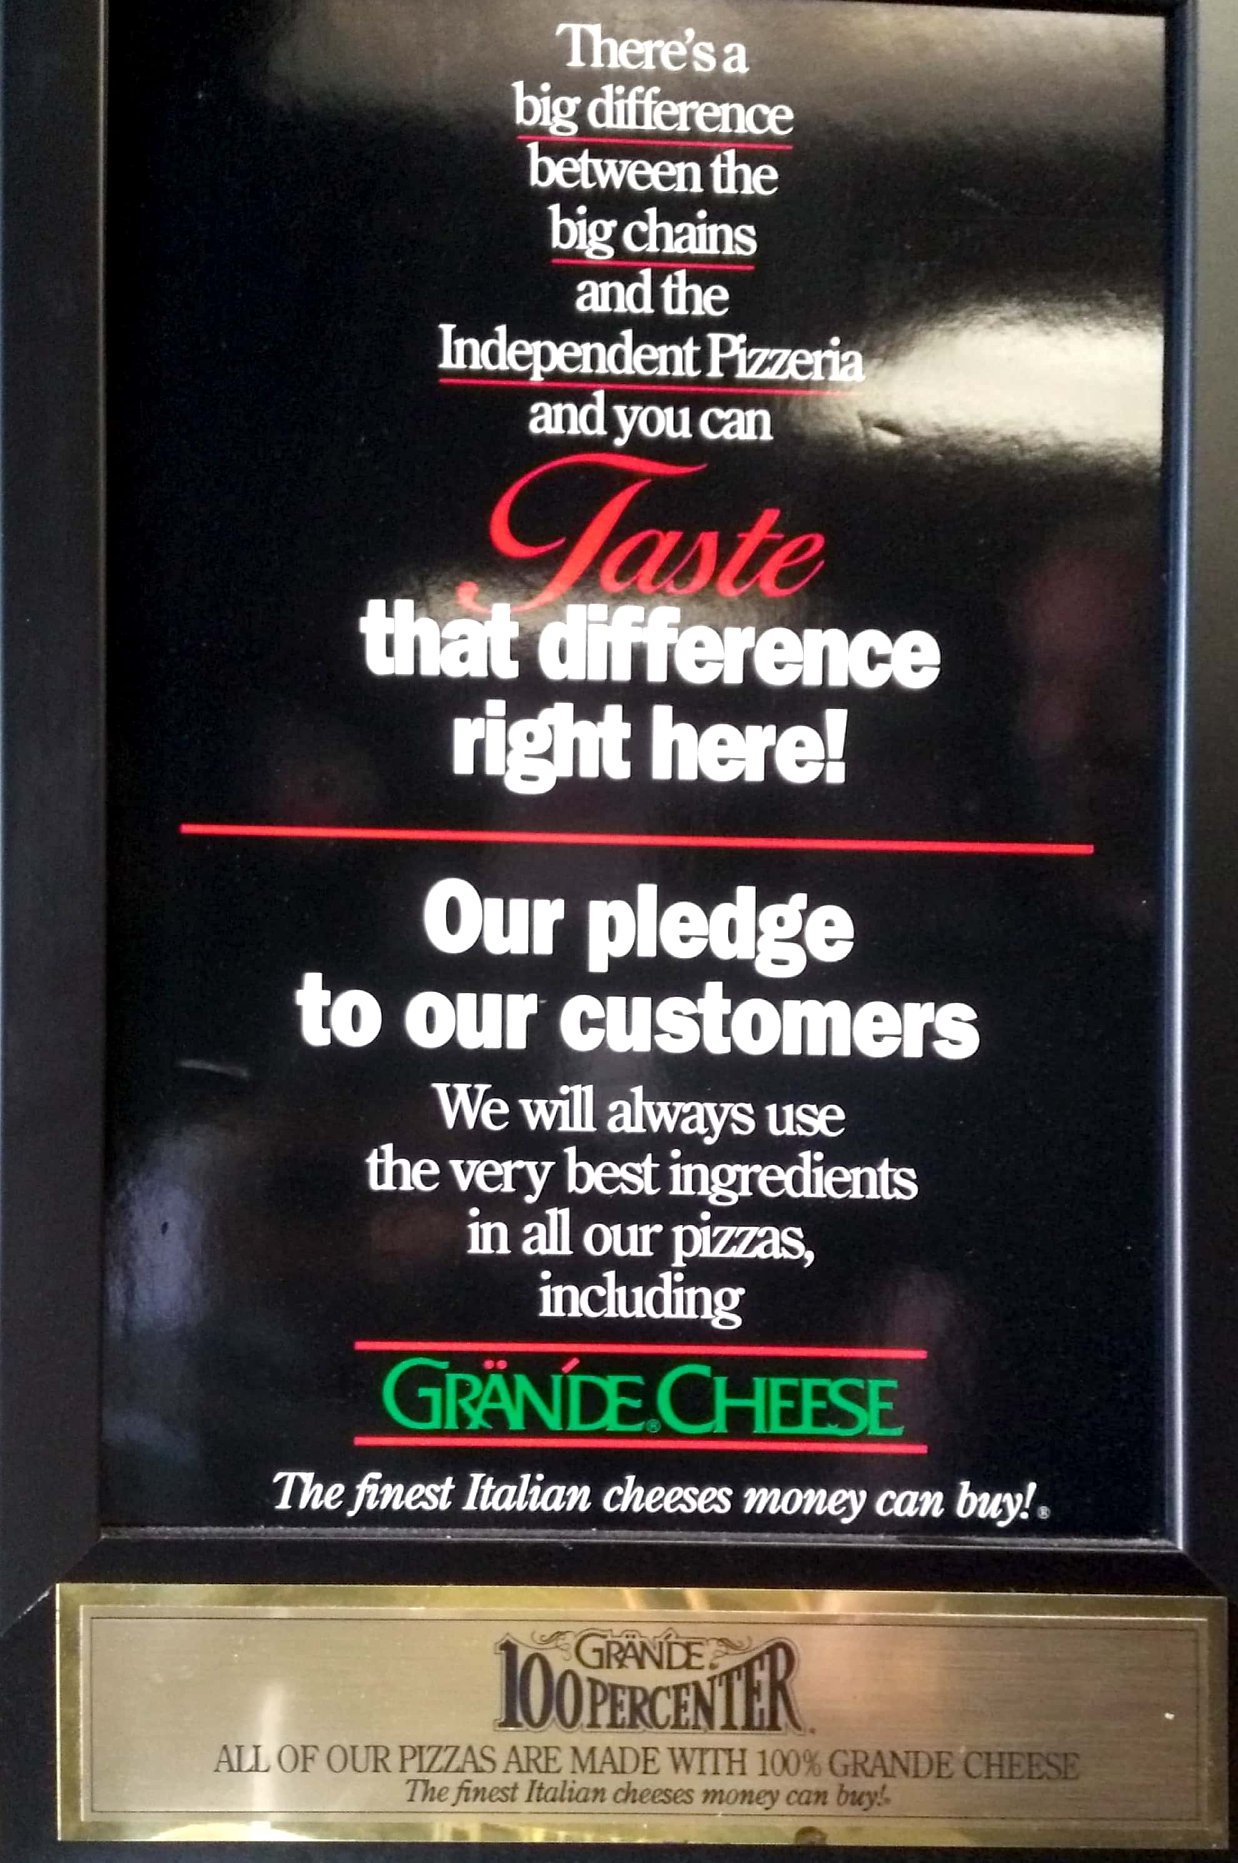 There's a
big difference
between the
big chains
and the
Independent Pizzeria
and you can
Taste
that difference
right here!
Our pledge
to our customers
We will always use
the very best ingredients
in all our pizzas,
including
GRÄNDÉ® CHEESE
The finest Italian cheeses money can buy!®
GRÄNDÉ®
100 PERCENTER
ALL OF OUR PIZZAS ARE MADE WITH 100% GRANDE CHEESE
The finest Italian cheeses money can buy!®